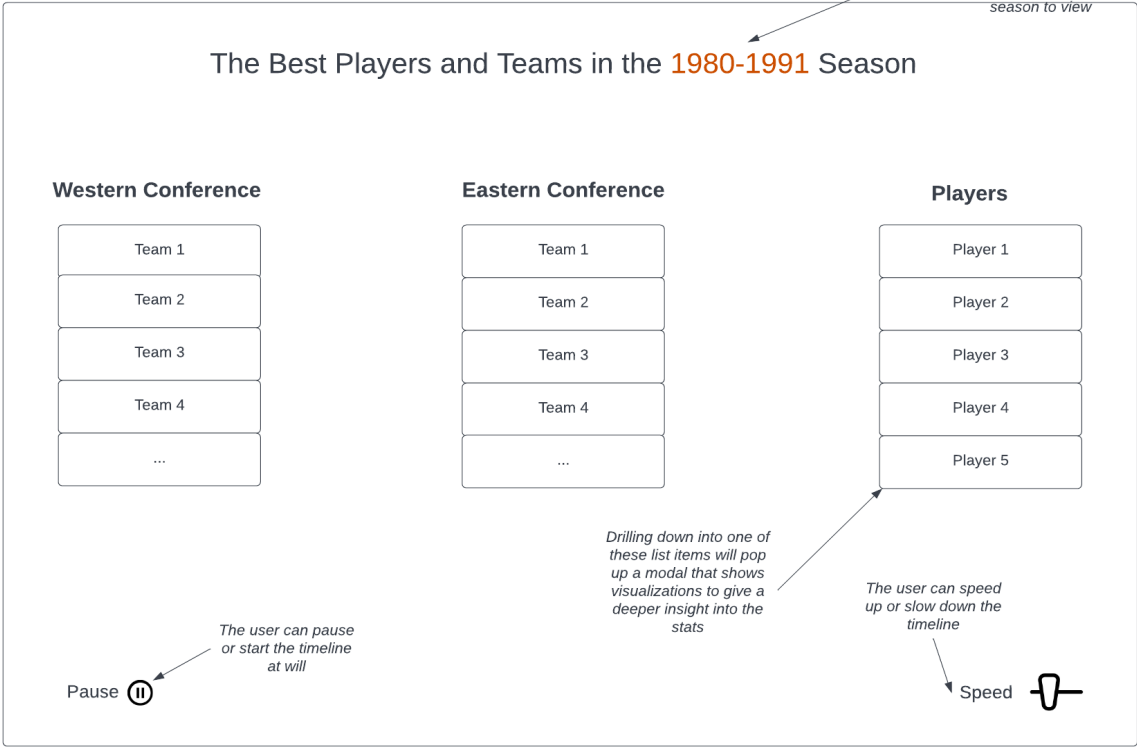 season to view
The Best Players and Teams in the 1980-1991 Season
Western Conference
Team 1
Team 2
Team 3
Team 4
...
Eastern Conference
Team 1
Team 2
Team 3
Team 4
...
Players
Player 1
Player 2
Player 3
Player 4
Player 5
Drilling down into one of
these list items will pop
up a modal that shows
visualizations to give a
deeper insight into the
stats
The user can speed
up or slow down the
timeline
The user can pause
or start the timeline
at will
Pause
Speed